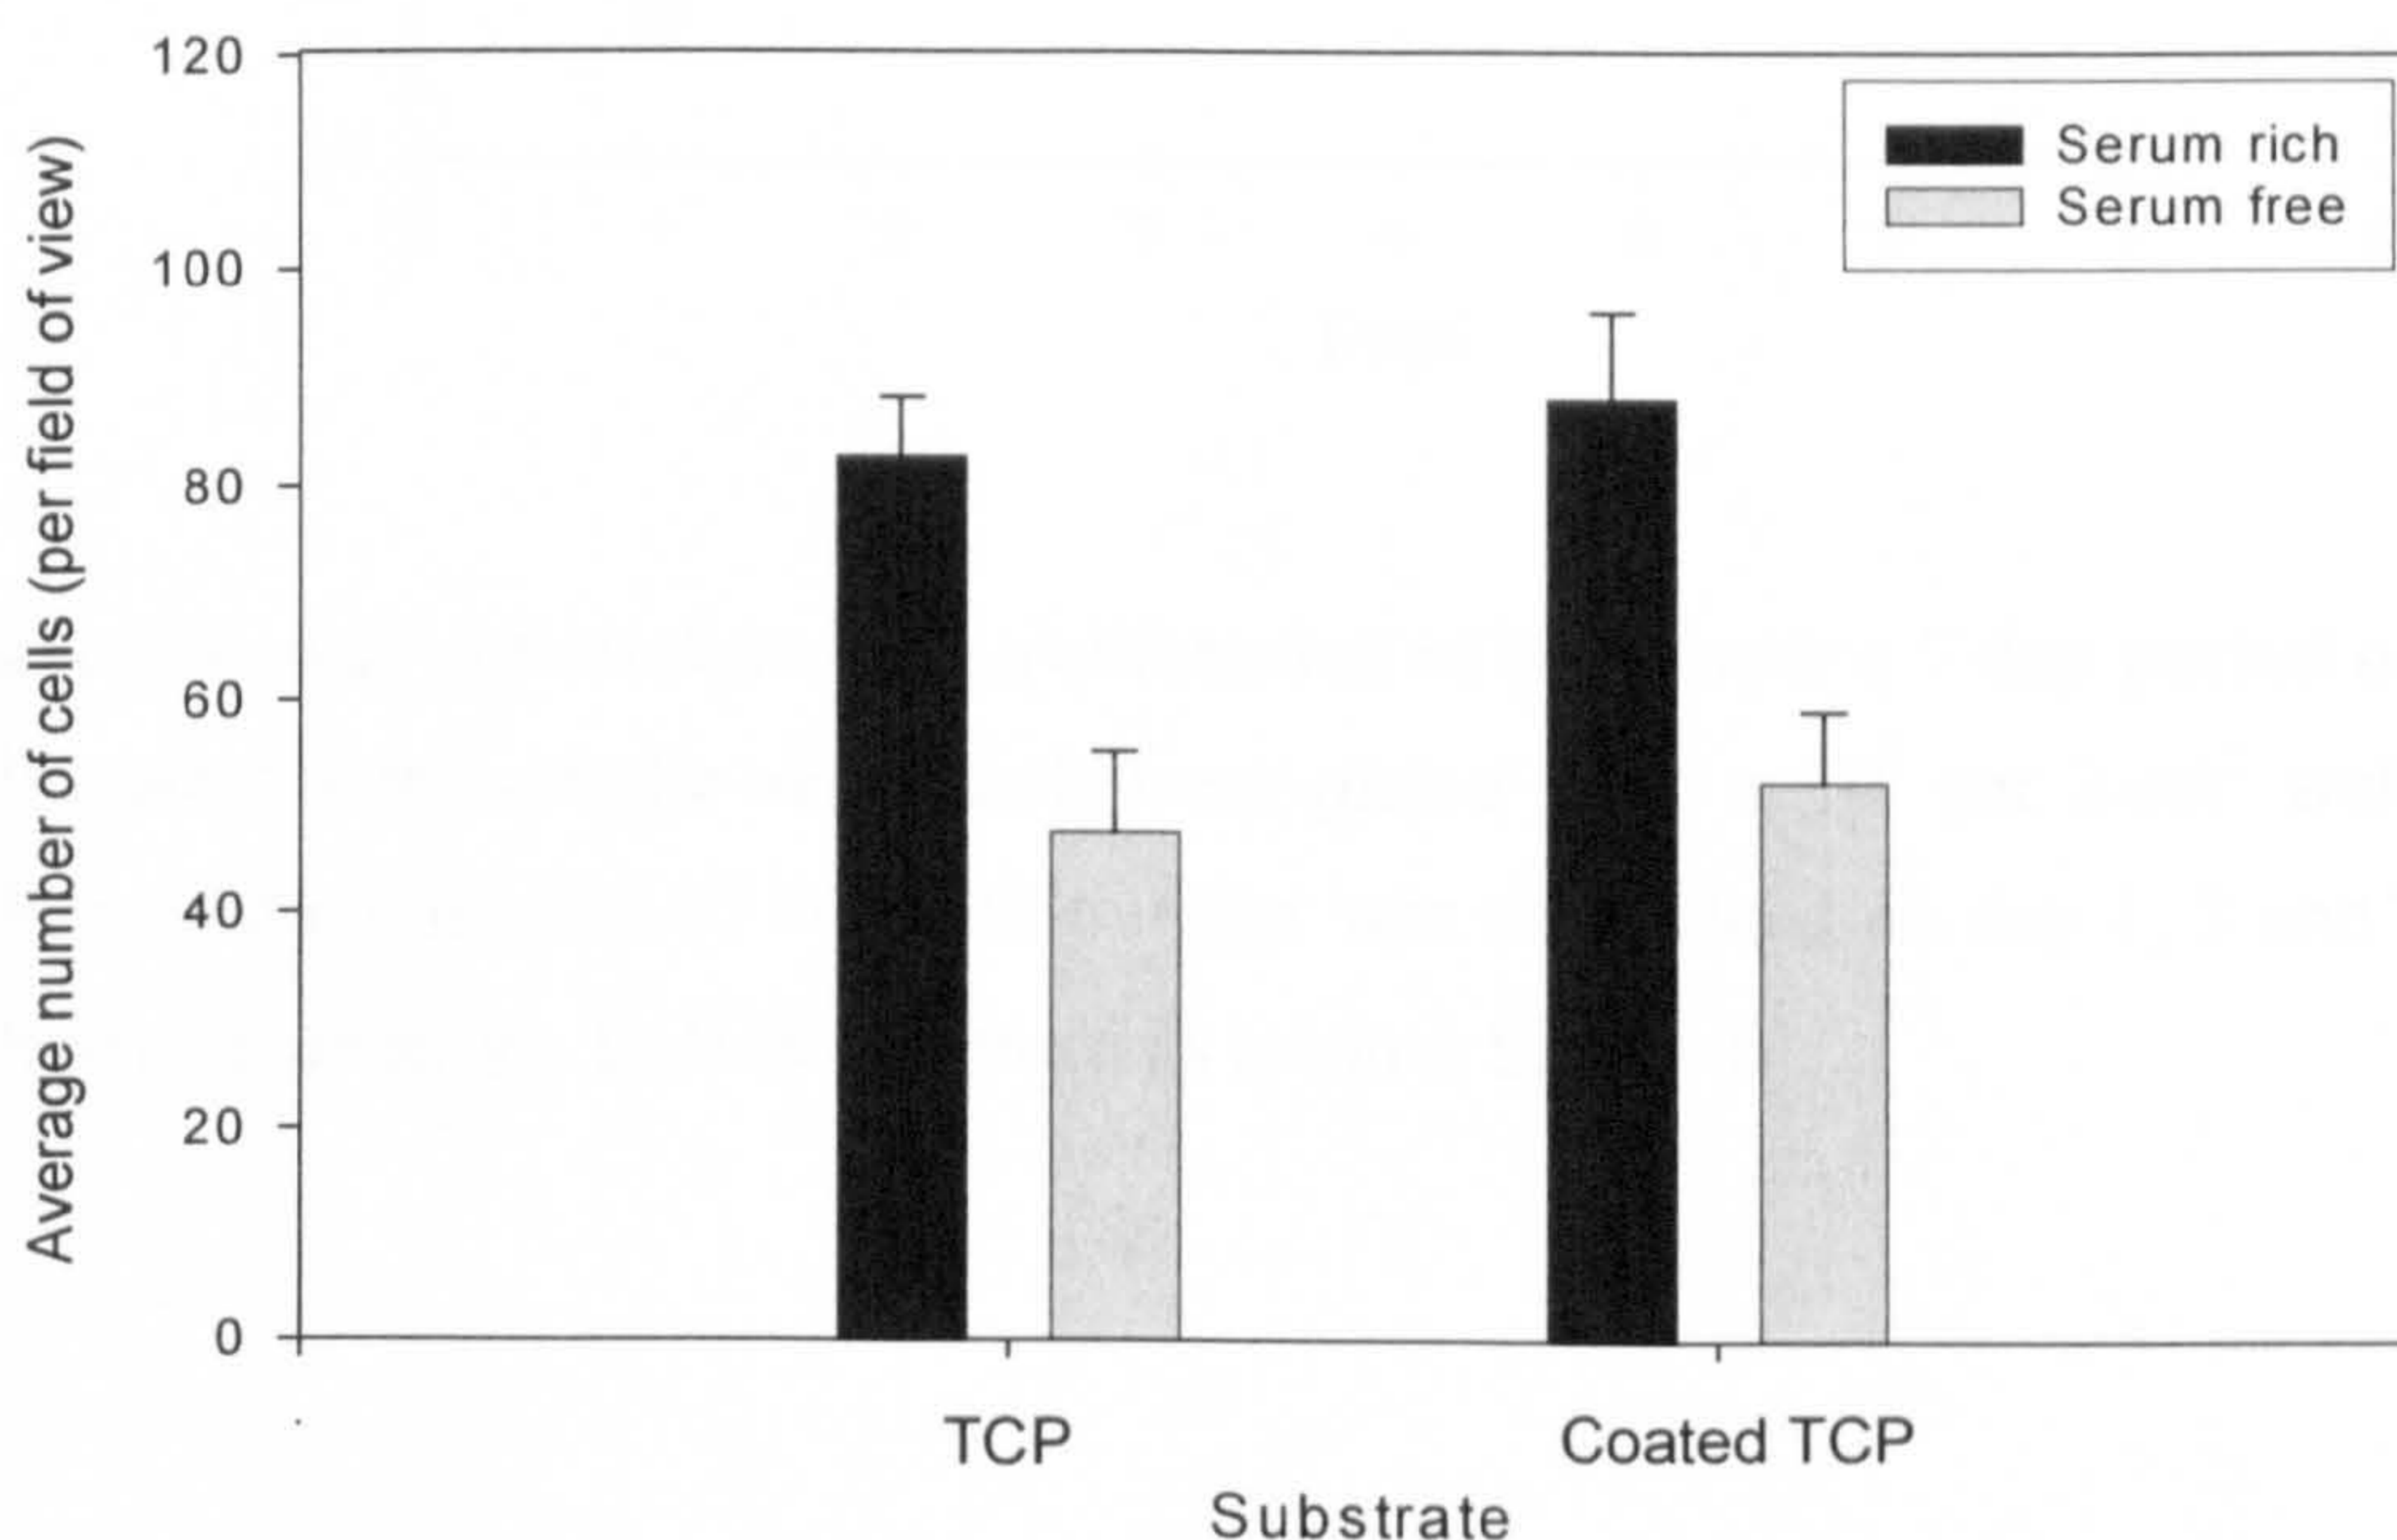 Average number of cells (per field of view)
120
100
80
60
40
20
0
Serum rich
Serum free
TCP
Coated TCP
Substrate